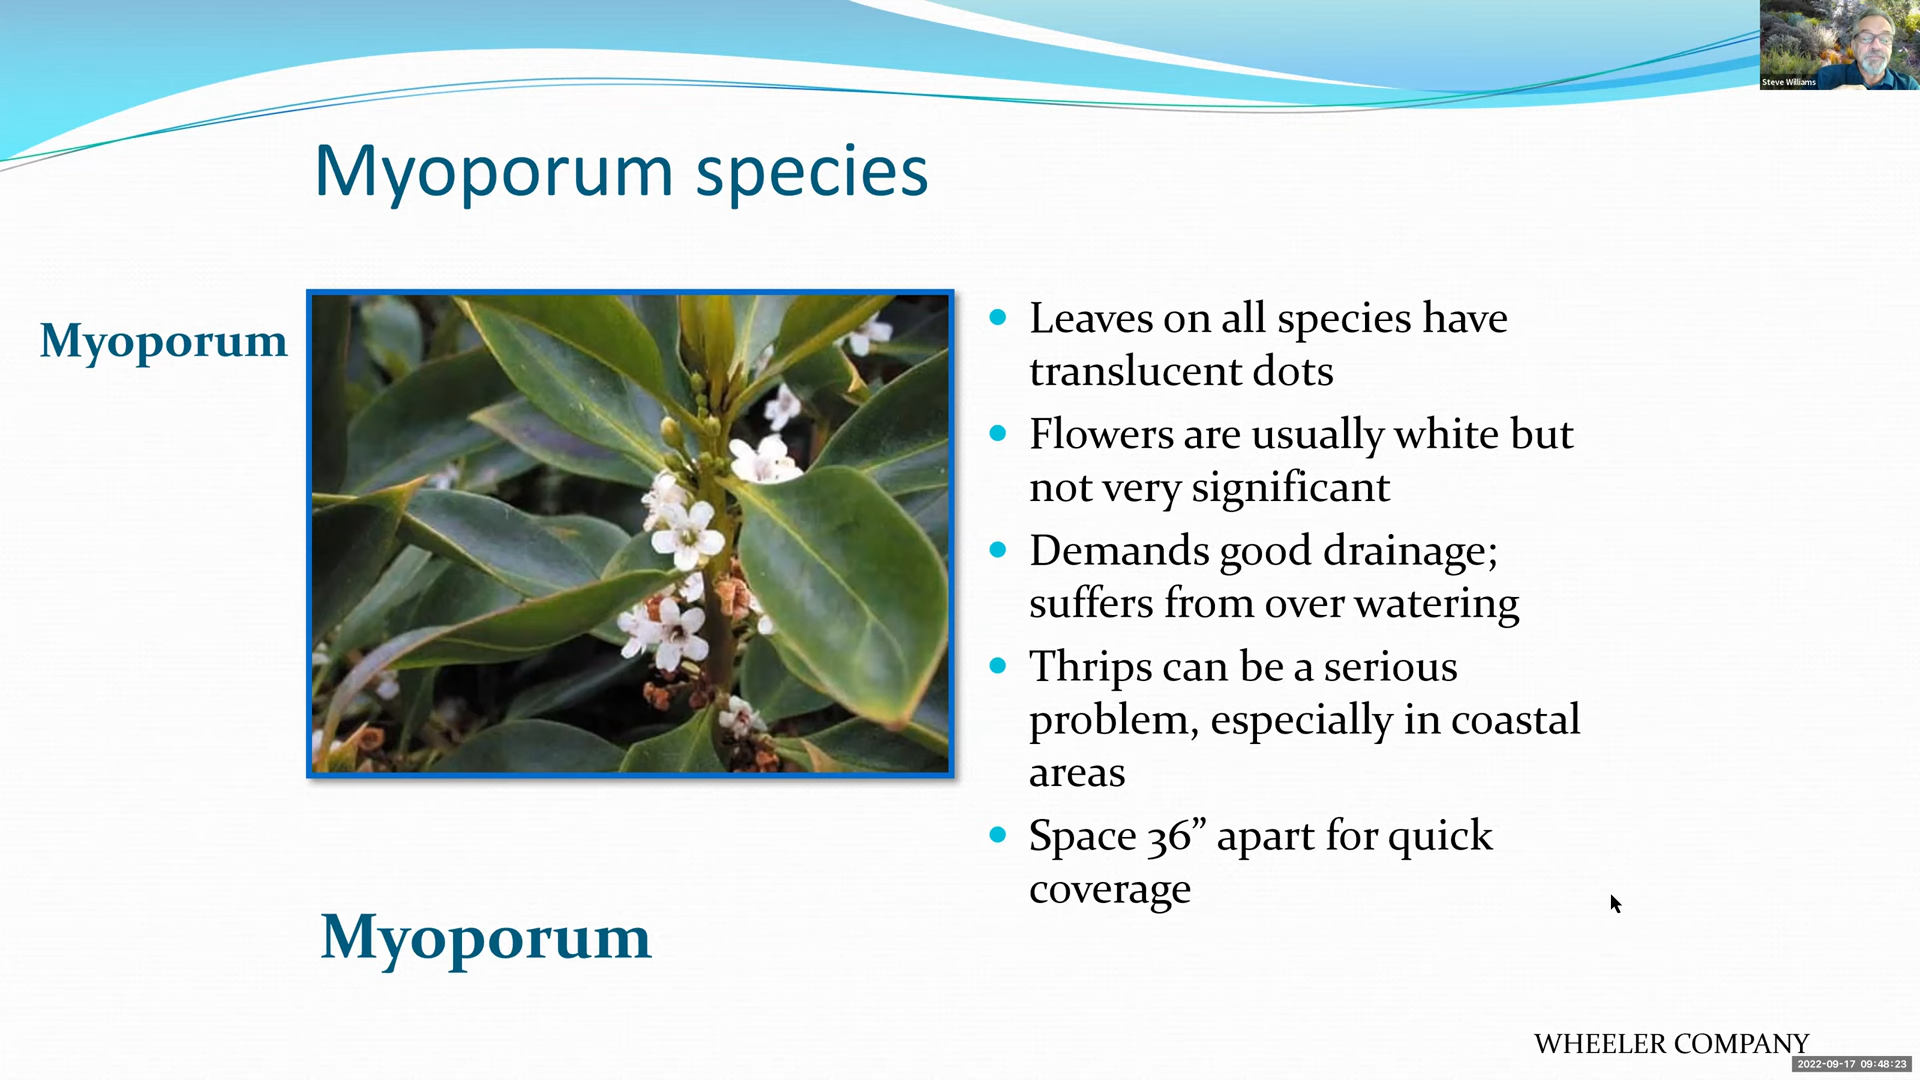 Steve Williams
Myoporum species
Myoporum
Leaves on all species have
translucent dots
Flowers are usually white but
not very significant
Demands good drainage;
suffers from over watering
Thrips can be a serious
problem, especially in coastal
areas
Space 36” apart for quick
coverage
Myoporum
WHEELER COMPANY
2022-09-17 09:48:23